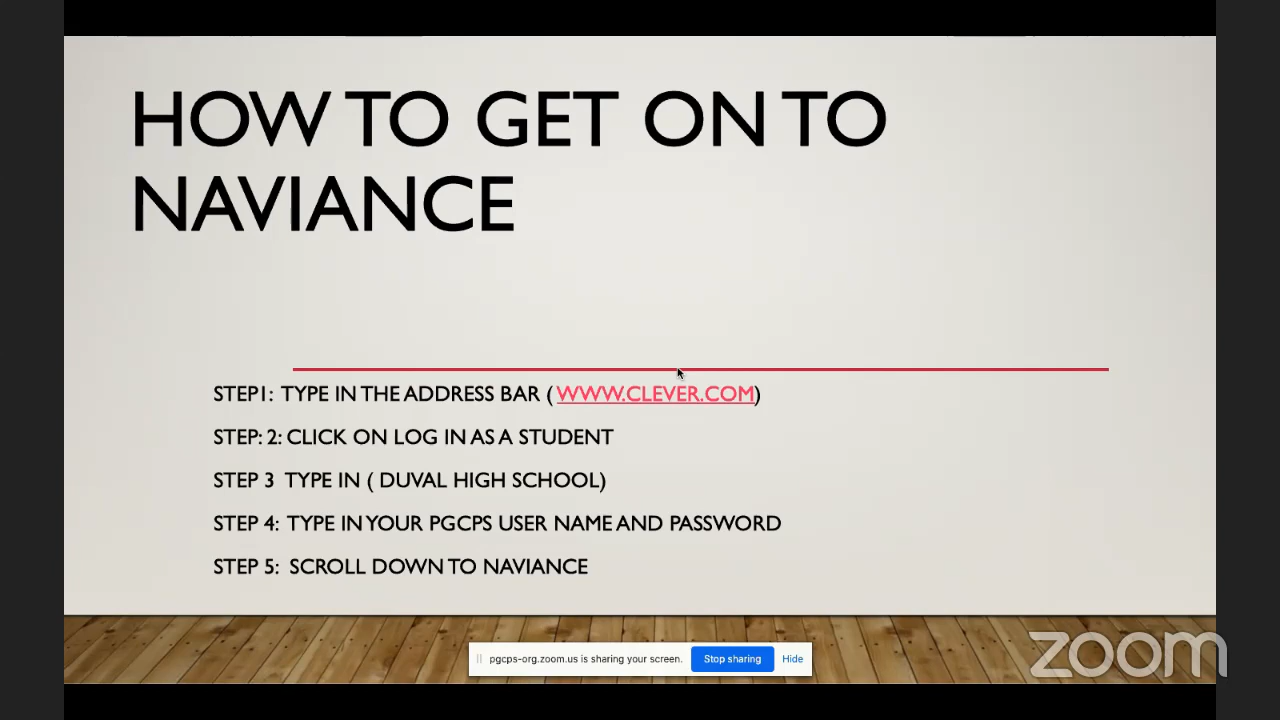 HOW TO GET ON TO
NAVIANCE
STEP1: TYPE IN THE ADDRESS BAR ( WWW.CLEVER.COM)
STEP: 2: CLICK ON LOG IN AS A STUDENT
STEP 3 TYPE IN ( DUVAL HIGH SCHOOL)
STEP 4: TYPE IN YOUR PGCPS USER NAME AND PASSWORD
STEP 5: SCROLL DOWN TO NAVIANCE
pgcps-org.zoom.us is sharing your screen. Stop sharing Hide
zoom